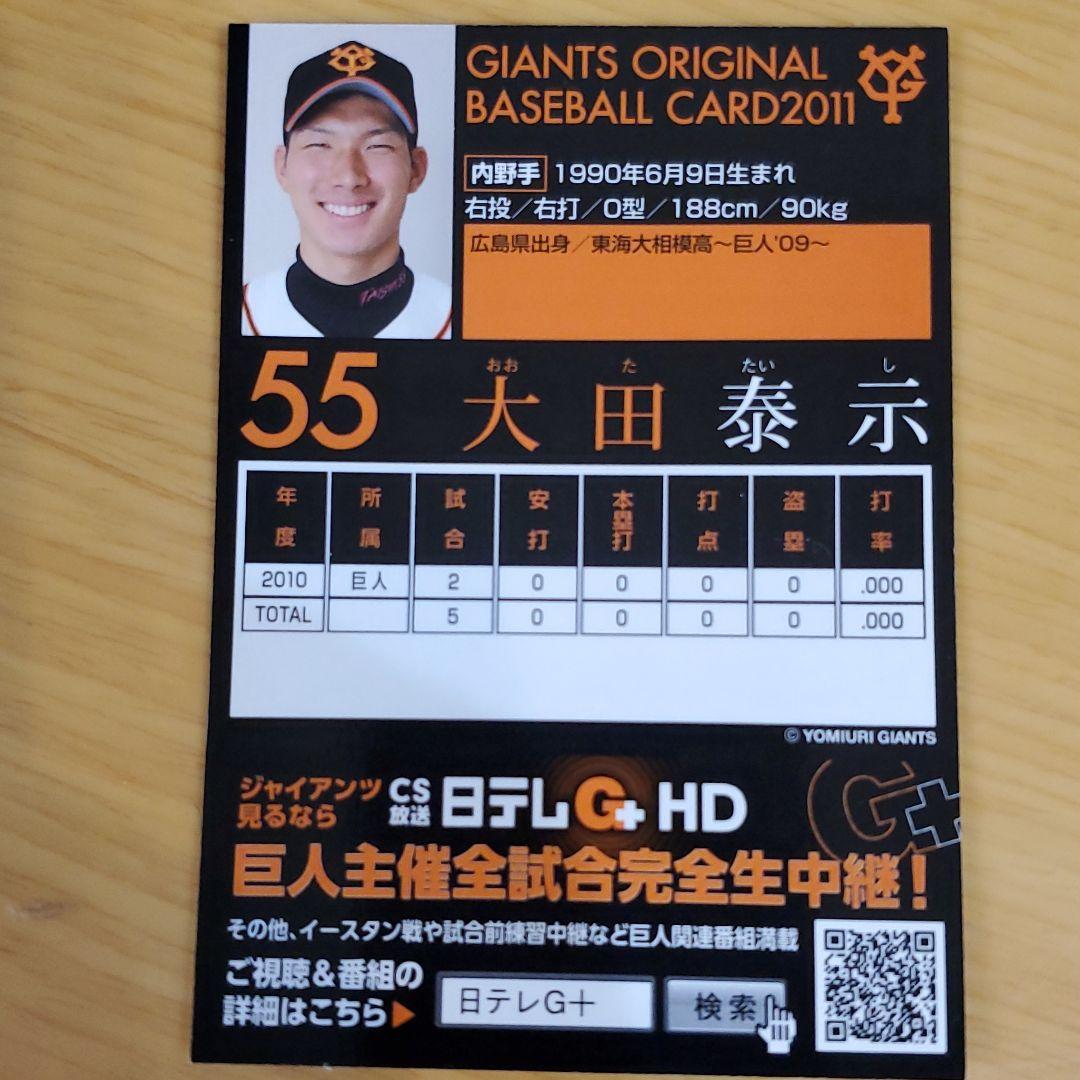 YG
GIANTS ORIGINAL
BASEBALL CARD2011
内野手 1990年6月9日生まれ
右投／右打／O型／188cm／90kg
広島県出身／東海大相模高～巨人'09～
TAISHI
55 大田泰示
おお た たい し
年度 所属 試合 安打 本塁打 打点 盗塁 打率
2010 巨人 2 0 0 0 0 .000
TOTAL 5 0 0 0 0 .000
© YOMIURI GIANTS
ジャイアンツ
見るなら
CS
放送
日テレG+ HD
G+
巨人主催全試合完全生中継！
その他、イースタン戦や試合前練習中継など巨人関連番組満載
ご視聴＆番組の
詳細はこちら▶
日テレG＋ 検索